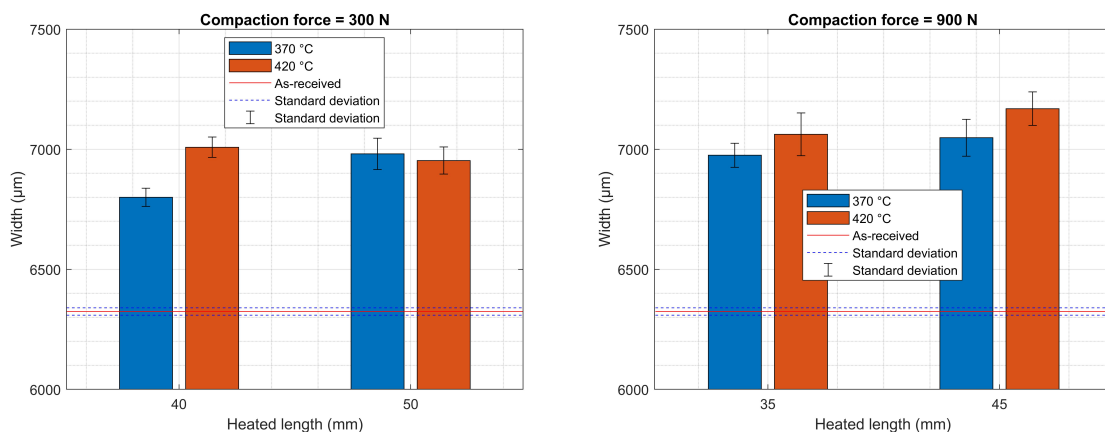 Compaction force = 300 N
7500
7000
6500
6000
Width (μm)
370 °C
420 °C
As-received
Standard deviation
Standard deviation
40
50
Heated length (mm)
Compaction force = 900 N
7500
7000
6500
6000
Width (μm)
370 °C
420 °C
As-received
Standard deviation
Standard deviation
35
45
Heated length (mm)